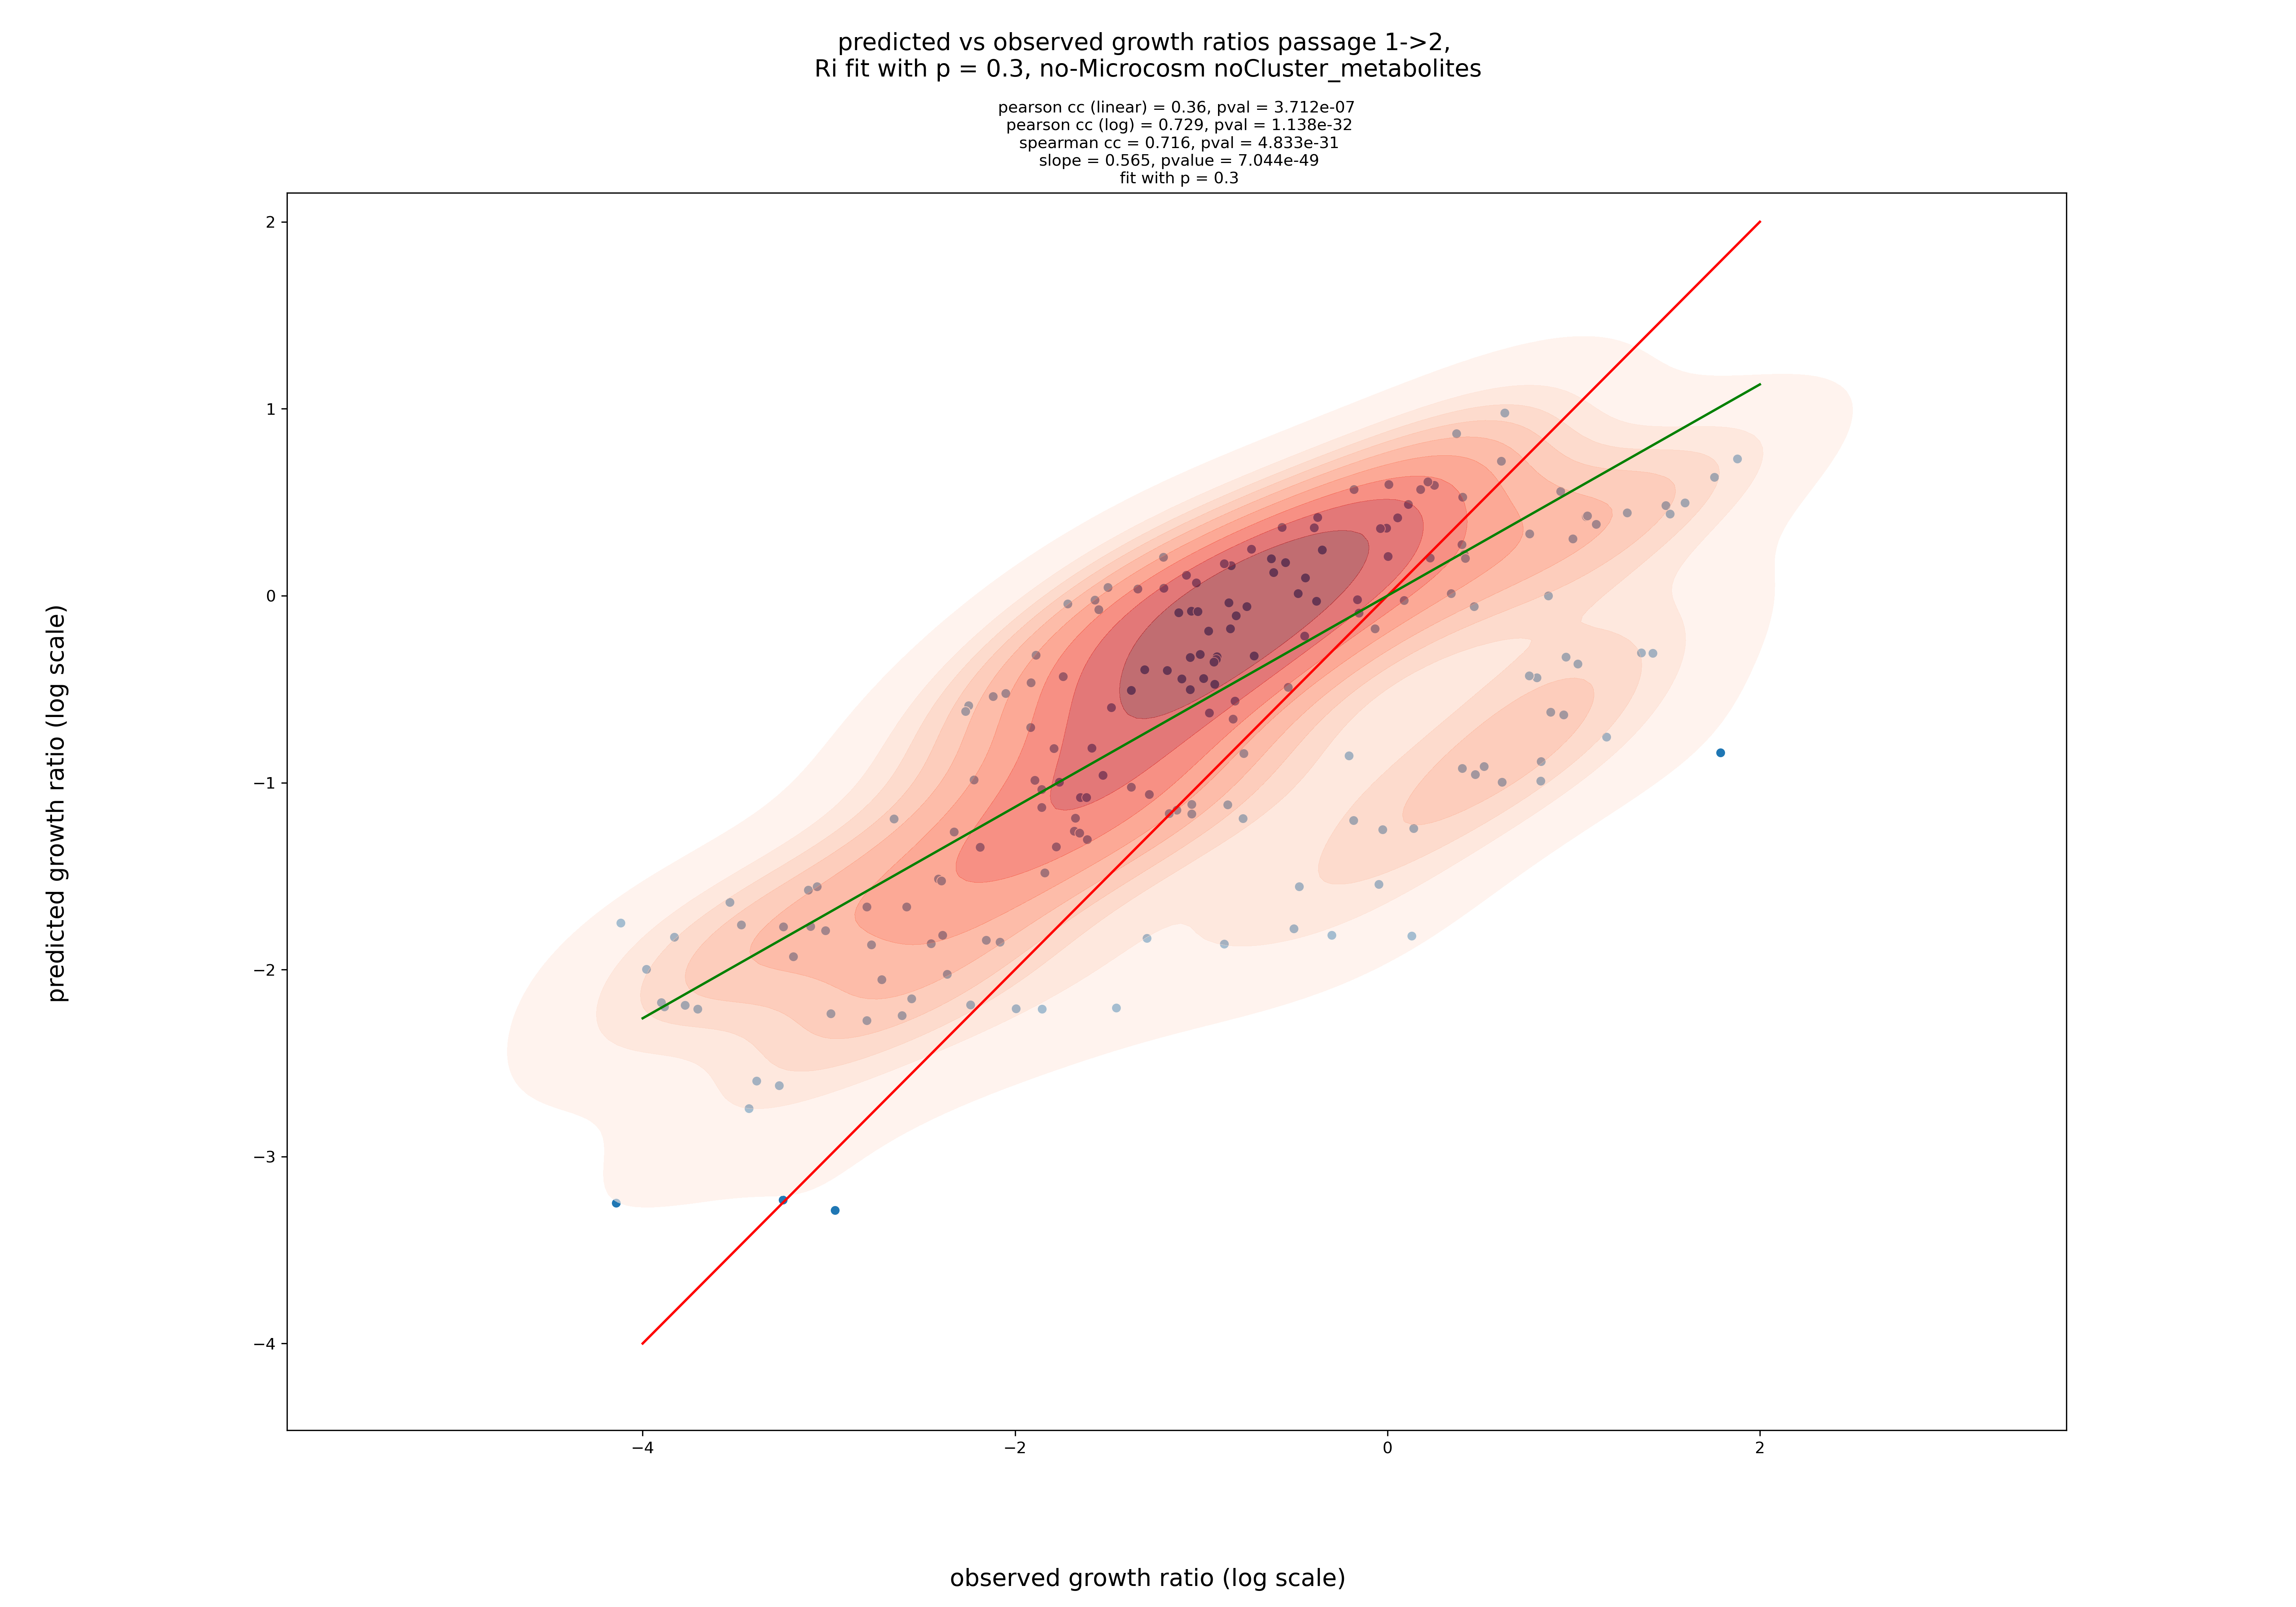 predicted vs observed growth ratios passage 1->2,
Ri fit with p = 0.3, no-Microcosm noCluster_metabolites
pearson cc (linear) = 0.36, pval = 3.712e-07
pearson cc (log) = 0.729, pval = 1.138e-32
spearman cc = 0.716, pval = 4.833e-31
slope = 0.565, pvalue = 7.044e-49
fit with p = 0.3
2
1
0
−1
−2
−3
−4
predicted growth ratio (log scale)
−4
−2
0
2
observed growth ratio (log scale)